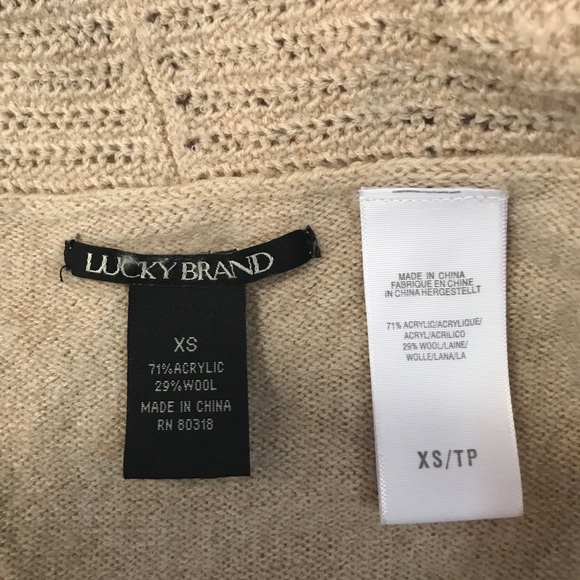 LUCKY BRAND
XS
71% ACRYLIC
29% WOOL
MADE IN CHINA
RN 80318
MADE IN CHINA
FABRIQUE EN CHINE
IN CHINA HERGESTELLT
71% ACRYLIC/ACRYLIQUE/
ACRYL/ACRILICO
29% WOOL/LAINE/
WOLLE/LANA/LA
XS/TP